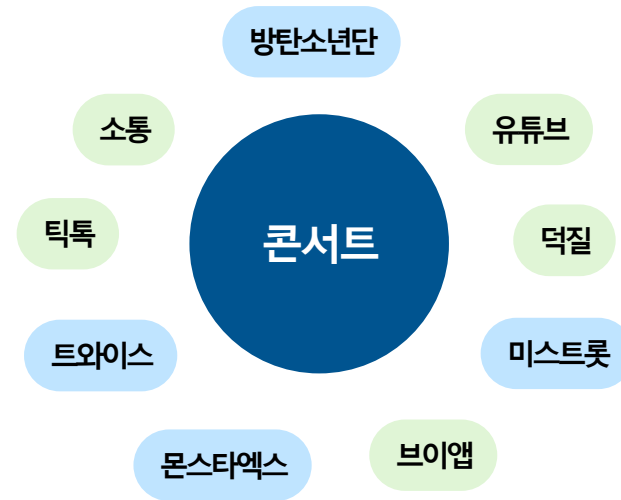 방탄소년단
소통
유튜브
틱톡
콘서트
덕질
트와이스
미스트롯
몬스타엑스
브이앱